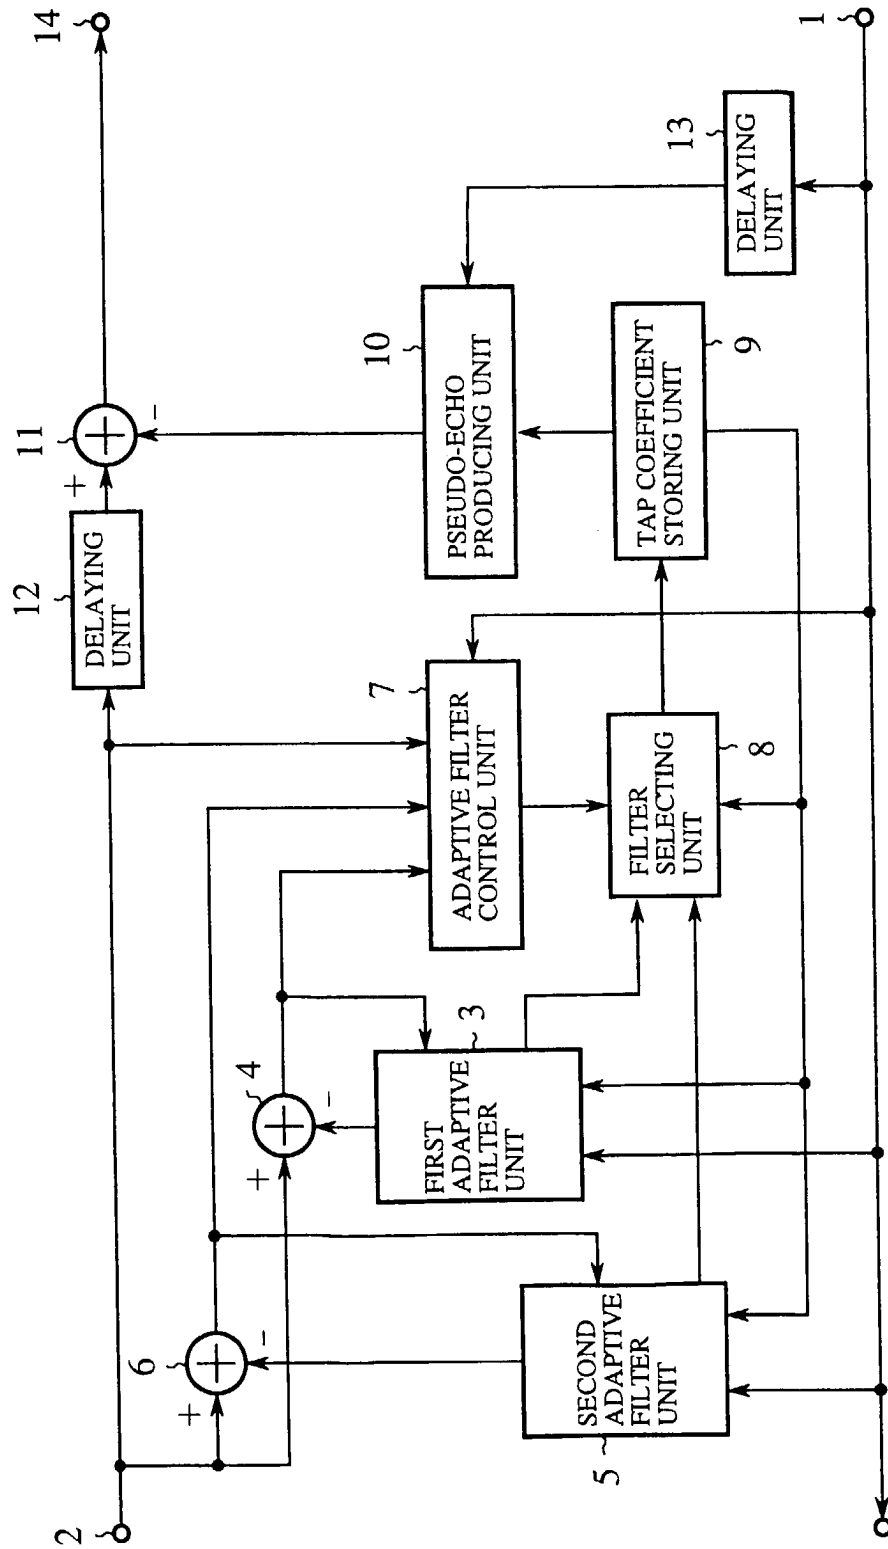 2
6
+
-
5
SECOND
ADAPTIVE
FILTER
UNIT
+
4
-
3
FIRST
ADAPTIVE
FILTER
UNIT
7
ADAPTIVE FILTER
CONTROL UNIT
8
FILTER
SELECTING
UNIT
12
DELAYING
UNIT
+
11
-
10
PSEUDO-ECHO
PRODUCING UNIT
9
TAP COEFFICIENT
STORING UNIT
13
DELAYING
UNIT
14
1